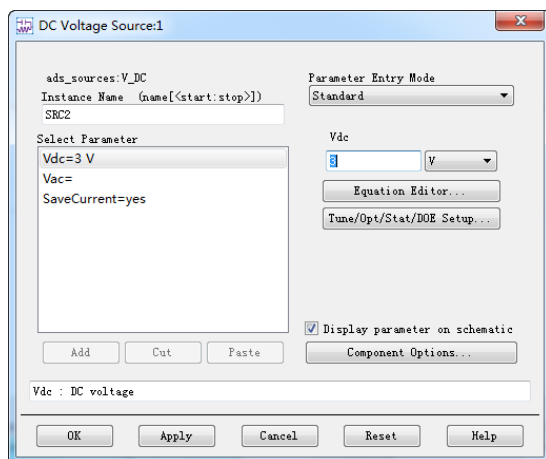 DC Voltage Source:1
ads_sources:V_DC
Instance Name (name[<start:stop>])
SRC2
Select Parameter
Vdc=3 V
Vac=
SaveCurrent=yes
Add Cut Paste
Parameter Entry Mode
Standard
Vdc
3 V
Equation Editor...
Tune/Opt/Stat/DOE Setup...
Display parameter on schematic
Component Options...
Vdc : DC voltage
OK Apply Cancel Reset Help